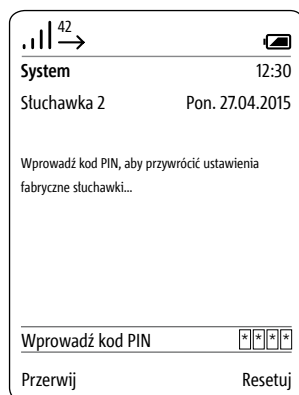 42
System 12:30
Słuchawka 2 Pon. 27.04.2015
Wprowadź kod PIN, aby przywrócić ustawienia
fabryczne słuchawki...
Wprowadź kod PIN ****
Przerwij Resetuj